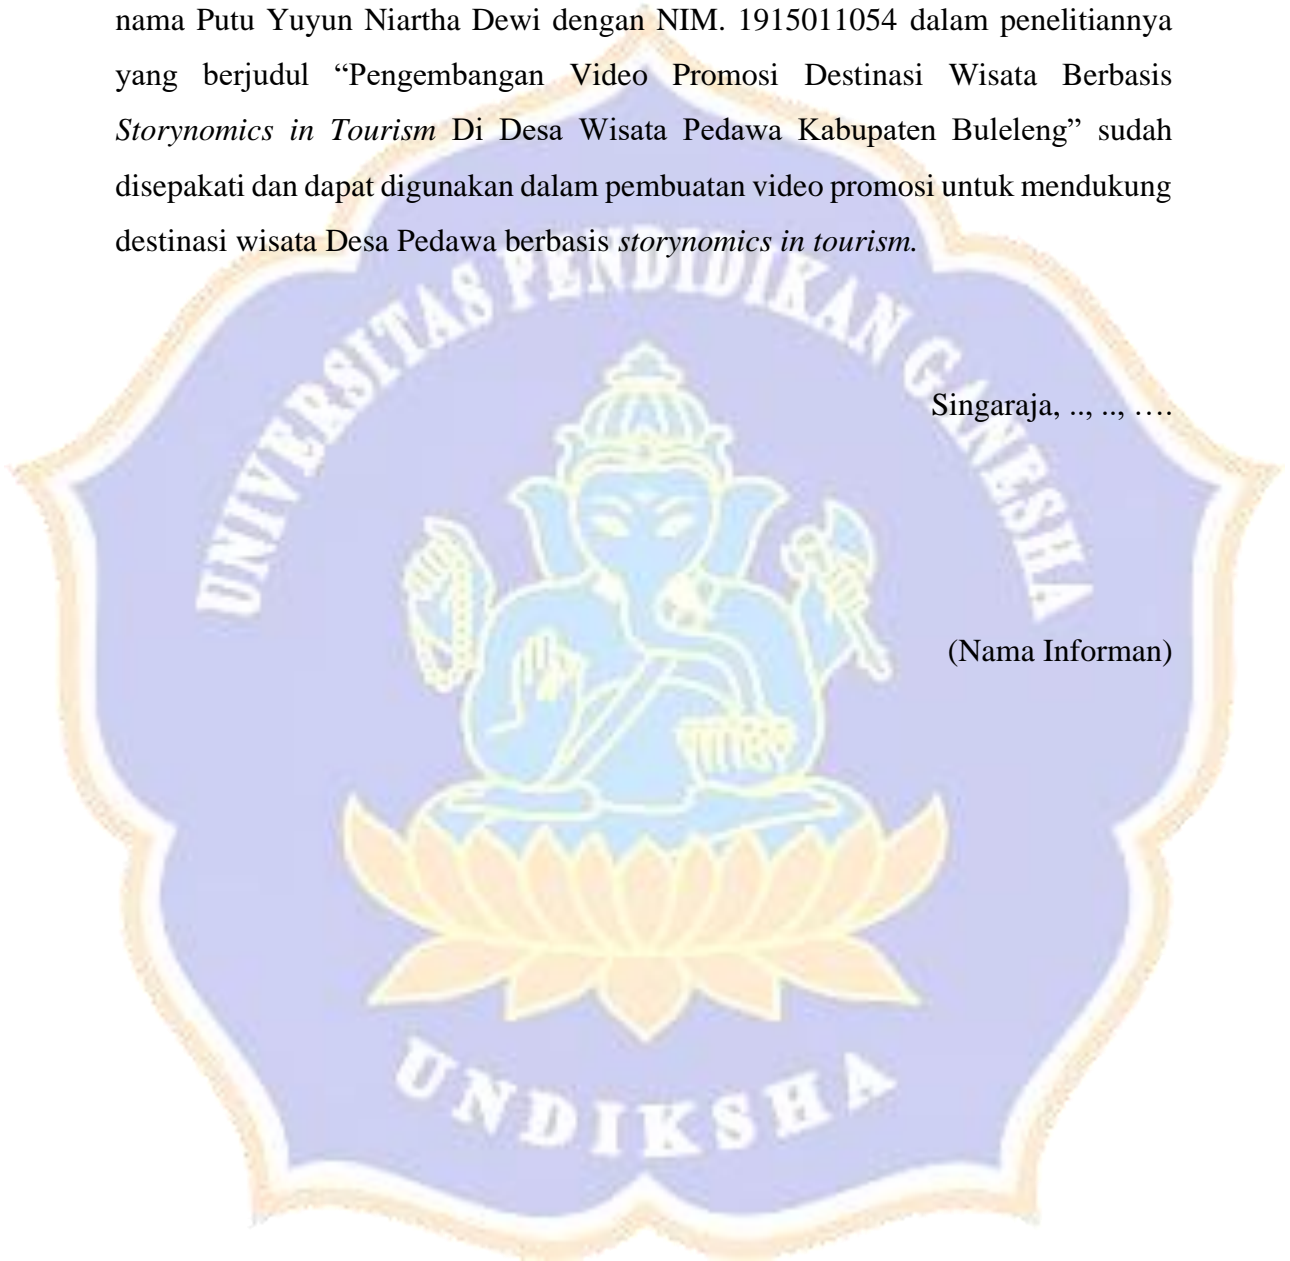 nama Putu Yuyun Niartha Dewi dengan NIM. 1915011054 dalam penelitiannya
yang berjudul “Pengembangan Video Promosi Destinasi Wisata Berbasis
Storynomics in Tourism Di Desa Wisata Pedawa Kabupaten Buleleng” sudah
disepakati dan dapat digunakan dalam pembuatan video promosi untuk mendukung
destinasi wisata Desa Pedawa berbasis storynomics in tourism.
UNIVERSITAS PENDIDIKAN GANESHA
Singaraja, .., .., ….
(Nama Informan)
UNDIKSHA